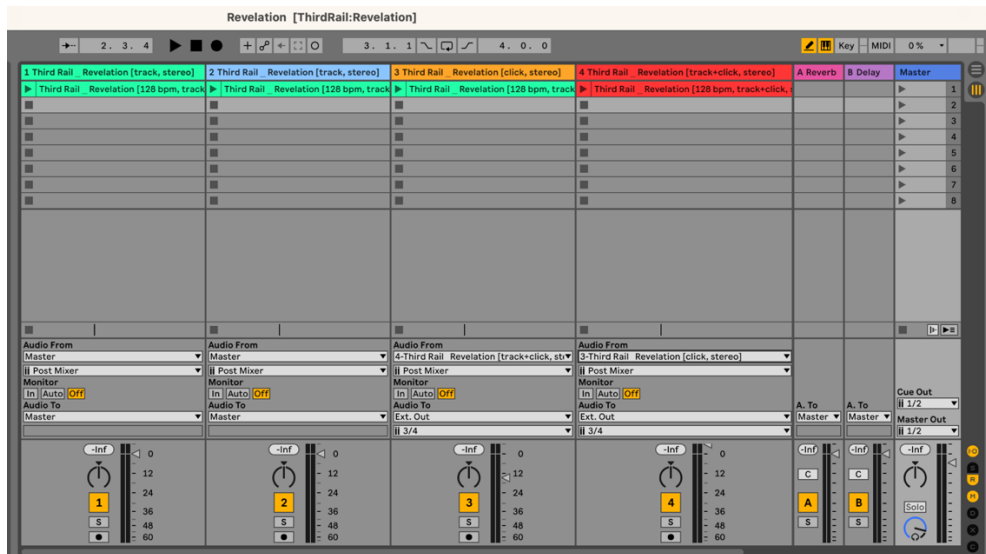 Revelation [ThirdRail:Revelation]
2. 3. 4
3. 1. 1
4. 0. 0
Key
MIDI
0 %
1 Third Rail _ Revelation [track, stereo]
2 Third Rail _ Revelation [track, stereo]
3 Third Rail _ Revelation [click, stereo]
4 Third Rail _ Revelation [track+click, stereo]
A Reverb
B Delay
Master
Third Rail _ Revelation [128 bpm, track
Third Rail _ Revelation [128 bpm, track
Third Rail _ Revelation [128 bpm, track
Third Rail _ Revelation [128 bpm, track+click,
1
2
3
4
5
6
7
8
Audio From
Audio From
Audio From
Audio From
Master
Master
4-Third Rail Revelation [track+click, ste
3-Third Rail Revelation [click, stereo]
ii Post Mixer
ii Post Mixer
ii Post Mixer
ii Post Mixer
Monitor
Monitor
Monitor
Monitor
In Auto Off
In Auto Off
In Auto Off
In Auto Off
Cue Out
ii 1/2
Audio To
Audio To
Audio To
Audio To
A. To
A. To
Master
Master
Ext. Out
Ext. Out
Master
Master
Master Out
ii 3/4
ii 3/4
ii 1/2
-Inf
-Inf
-Inf
-Inf
-Inf
-Inf
-Inf
0
0
0
0
12
12
12
12
C
C
24
24
24
24
1
2
3
4
A
B
36
36
36
36
Solo
S
S
S
S
S
S
48
48
48
48
60
60
60
60